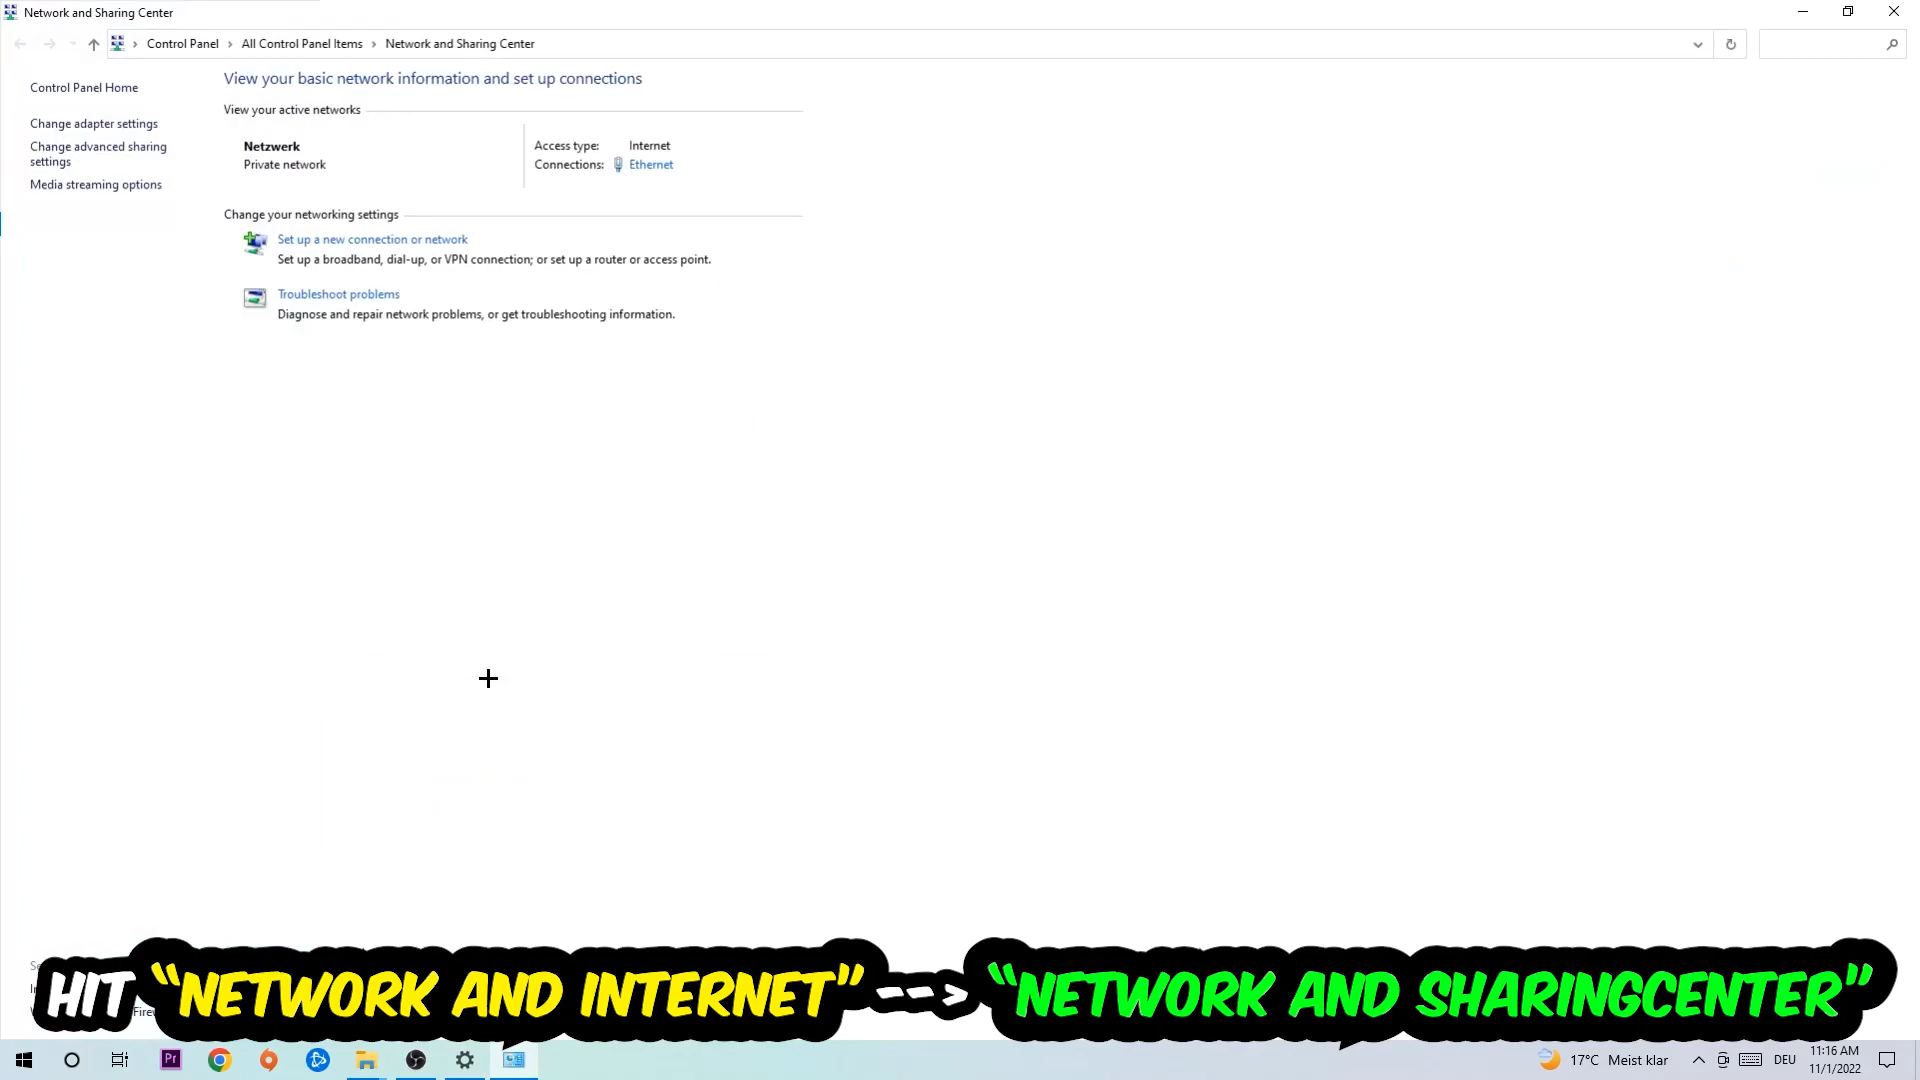 Network and Sharing Center
Control Panel
All Control Panel Items
Network and Sharing Center
Control Panel Home
Change adapter settings
Change advanced sharing
settings
Media streaming options
View your basic network information and set up connections
View your active networks
Netzwerk
Private network
Access type: Internet
Connections: Ethernet
Change your networking settings
Set up a new connection or network
Set up a broadband, dial-up, or VPN connection; or set up a router or access point.
Troubleshoot problems
Diagnose and repair network problems, or get troubleshooting information.
HIT “NETWORK AND INTERNET” ---> “NETWORK AND SHARINGCENTER”
Pr
17°C Meist klar
DEU
11:16 AM
11/1/2022